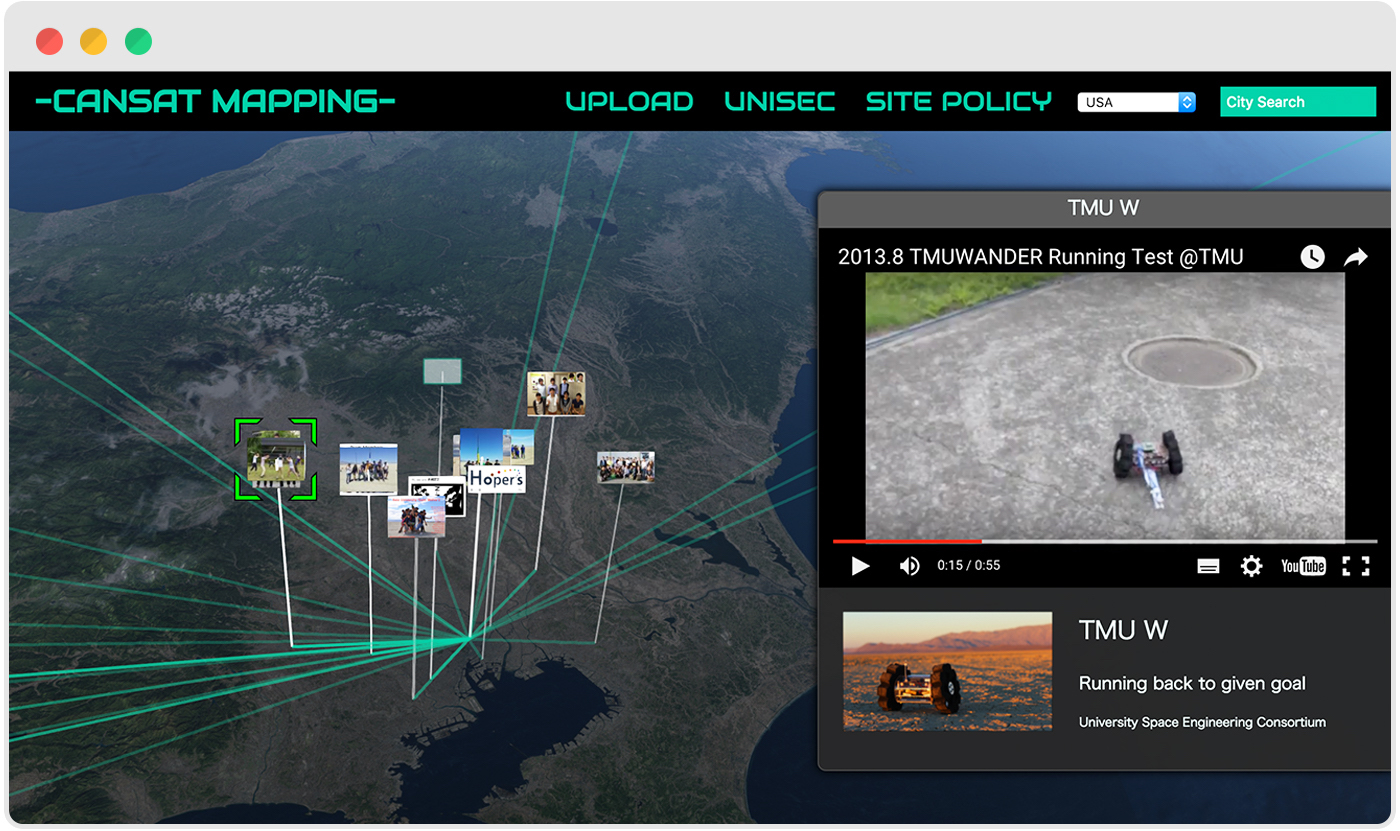 -CANSAT MAPPING-
UPLOAD
UNISEC
SITE POLICY
USA
City Search
TMU W
2013.8 TMUWANDER Running Test @TMU
Hopers
0:15 / 0:55
YouTube
TMU W
Running back to given goal
University Space Engineering Consortium